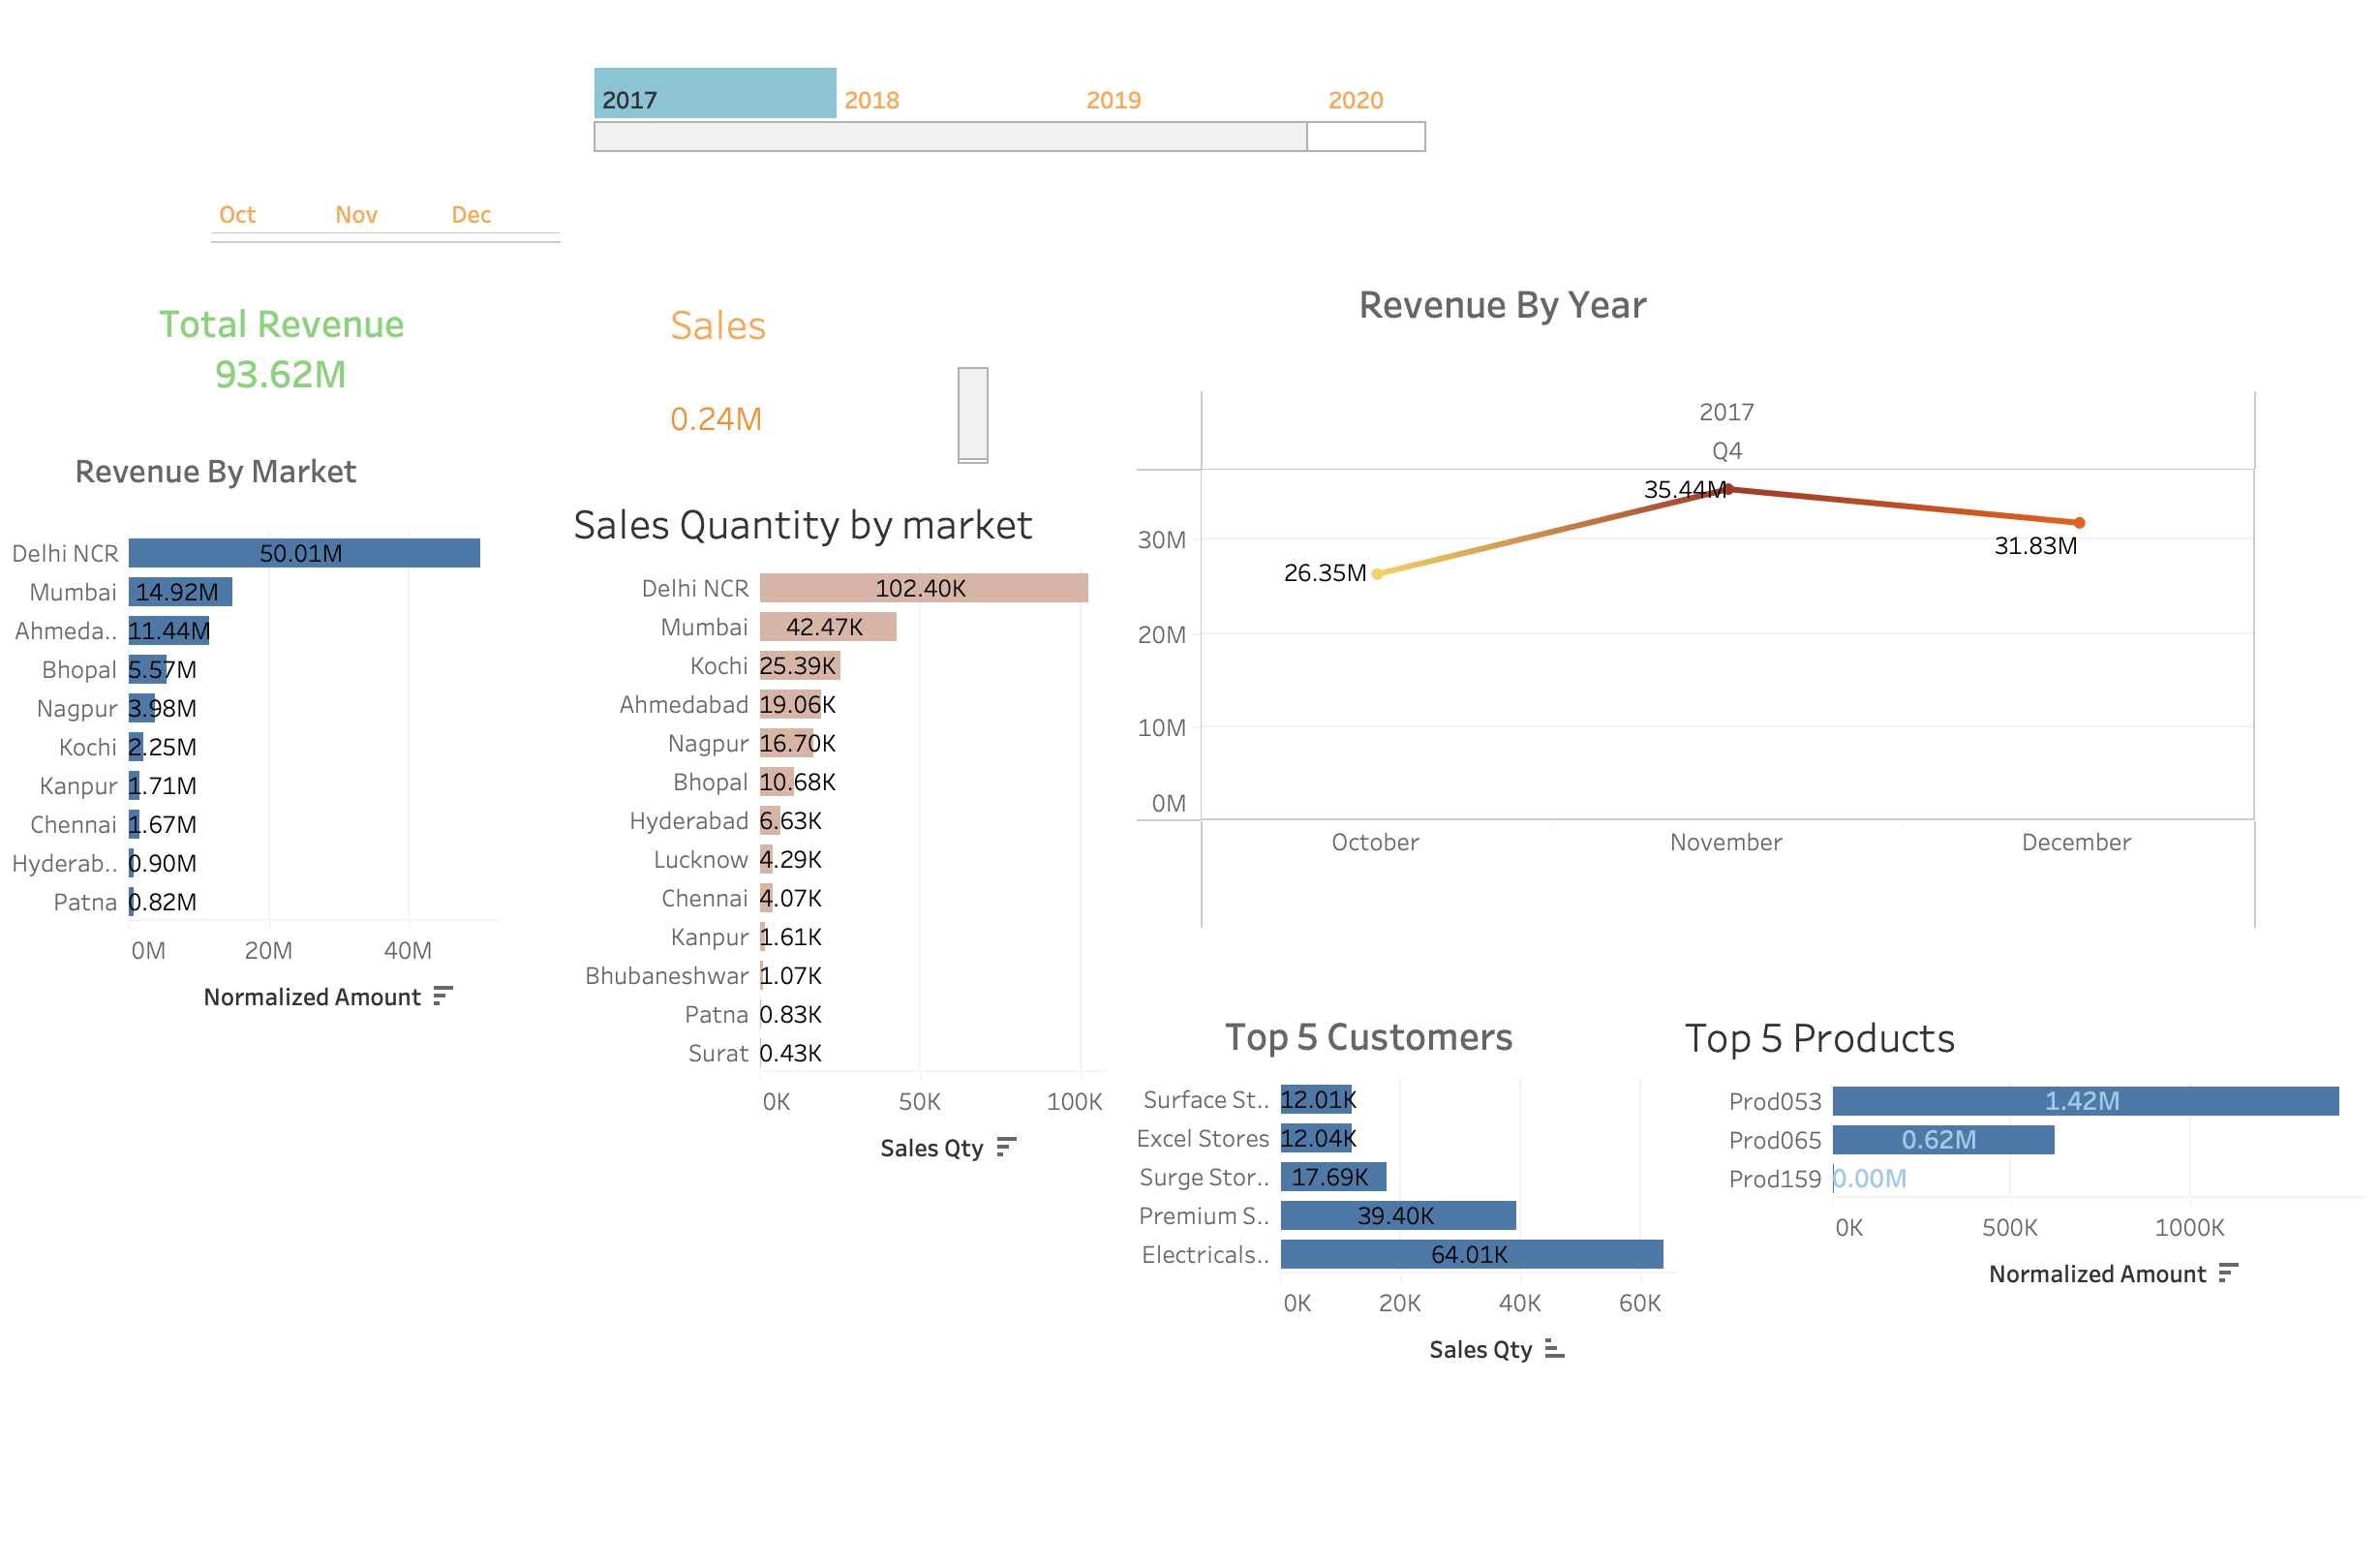 2017 2018 2019 2020
Oct Nov Dec
Total Revenue
93.62M
Sales
0.24M
Revenue By Market
Delhi NCR 50.01M
Mumbai 14.92M
Ahmeda.. 11.44M
Bhopal 5.57M
Nagpur 3.98M
Kochi 2.25M
Kanpur 1.71M
Chennai 1.67M
Hyderab.. 0.90M
Patna 0.82M
0M 20M 40M
Normalized Amount
Sales Quantity by market
Delhi NCR 102.40K
Mumbai 42.47K
Kochi 25.39K
Ahmedabad 19.06K
Nagpur 16.70K
Bhopal 10.68K
Hyderabad 6.63K
Lucknow 4.29K
Chennai 4.07K
Kanpur 1.61K
Bhubaneshwar 1.07K
Patna 0.83K
Surat 0.43K
0K 50K 100K
Sales Qty
Revenue By Year
2017
Q4
35.44M
30M
31.83M
26.35M
20M
10M
0M
October November December
Top 5 Customers
Surface St.. 12.01K
Excel Stores 12.04K
Surge Stor.. 17.69K
Premium S.. 39.40K
Electricals.. 64.01K
0K 20K 40K 60K
Sales Qty
Top 5 Products
Prod053 1.42M
Prod065 0.62M
Prod159 0.00M
0K 500K 1000K
Normalized Amount